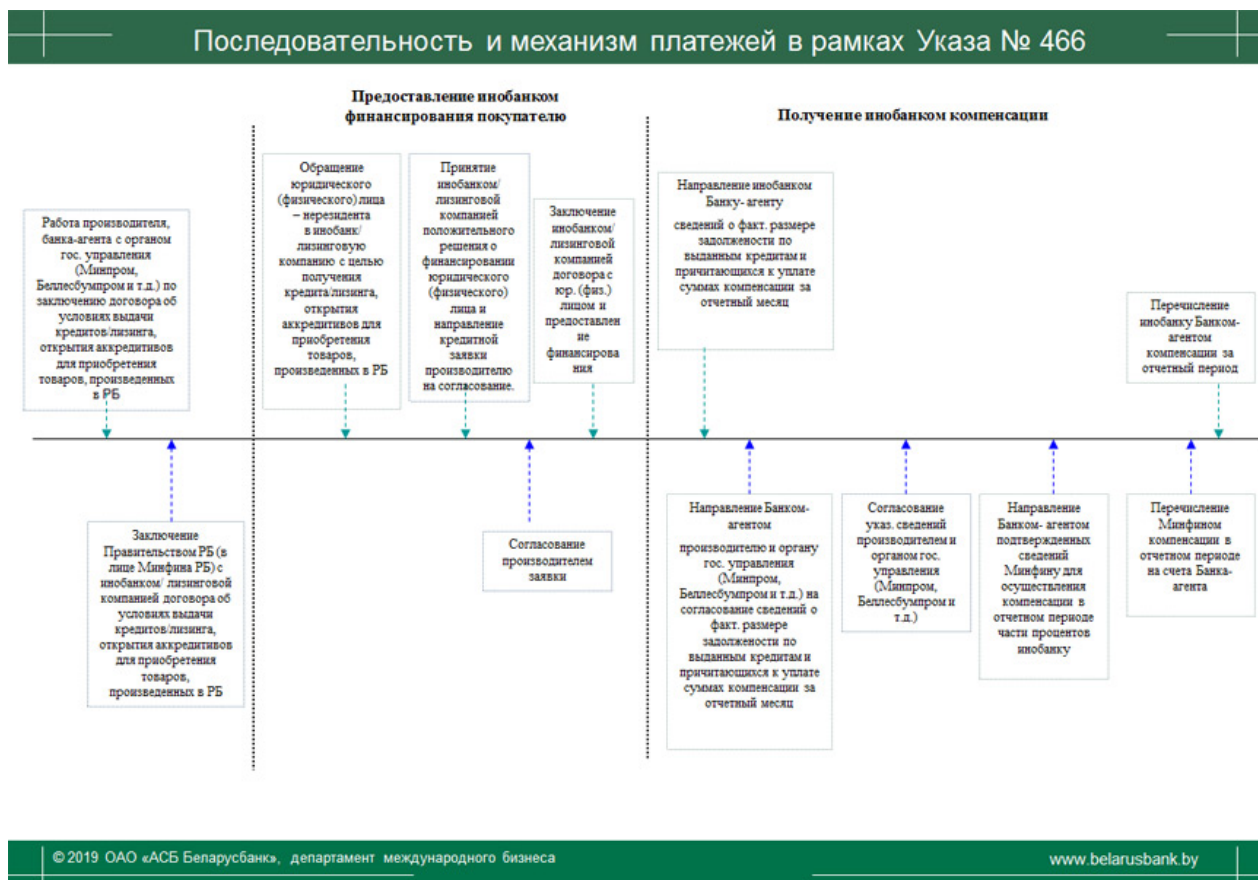 Последовательность и механизм платежей в рамках Указа № 466
Предоставление инобанком
финансирования покупателю
Получение инобанком компенсации
Работа производителя,
банка-агента с органом
гос. управления
(Минпром,
Беллесбумпром и т.д.) по
заключению договора об
условиях выдачи
кредитов/лизинга,
открытия аккредитивов
для приобретения
товаров, произведенных
в РБ
Заключение
Правительством РБ (в
лице Минфина РБ) с
инобанком/ лизинговой
компанией договора об
условиях выдачи
кредитов/лизинга,
открытия аккредитивов
для приобретения
товаров,
произведенных в РБ
Обращение
юридического
(физического) лица
– нерезидента
в инобанк/
лизинговую
компанию с целью
получения
кредита/лизинга,
открытия
аккредитивов для
приобретения
товаров,
произведенных в РБ
Принятие
инобанком/
лизинговой
компанией
положительного
решения о
финансировании
юридического
(физического)
лица и
направление
кредитной
заявки
производителю
на согласование.
Согласование
производителем
заявки
Заключение
инобанком/
лизинговой
компанией
договора с
юр. (физ.)
лицом и
предоставлен
ие
финансирова
ния
Направление инобанком
Банку- агенту
сведений о факт. размере
задолжености по
выданным кредитам и
причитающихся к уплате
суммах компенсации за
отчетный месяц
Направление Банком-
агентом
производителю и органу
гос. управления
(Минпром,
Беллесбумпром и т.д.) на
согласование сведений о
факт. размере
задолжености по
выданным кредитам и
причитающихся к уплате
суммах компенсации за
отчетный месяц
Согласование
указ. сведений
производителем и
органом гос.
управления
(Минпром,
Беллесбумпром и
т.д.)
Направление
Банком- агентом
подтвержденных
сведений
Минфину для
осуществления
компенсации в
отчетном периоде
части процентов
инобанку
Перечисление
Минфином
компенсации в
отчетном периоде
на счета Банка-
агента
Перечисление
инобанку Банком-
агентом
компенсации за
отчетный период
© 2019 ОАО «АСБ Беларусбанк», департамент международного бизнеса
www.belarusbank.by